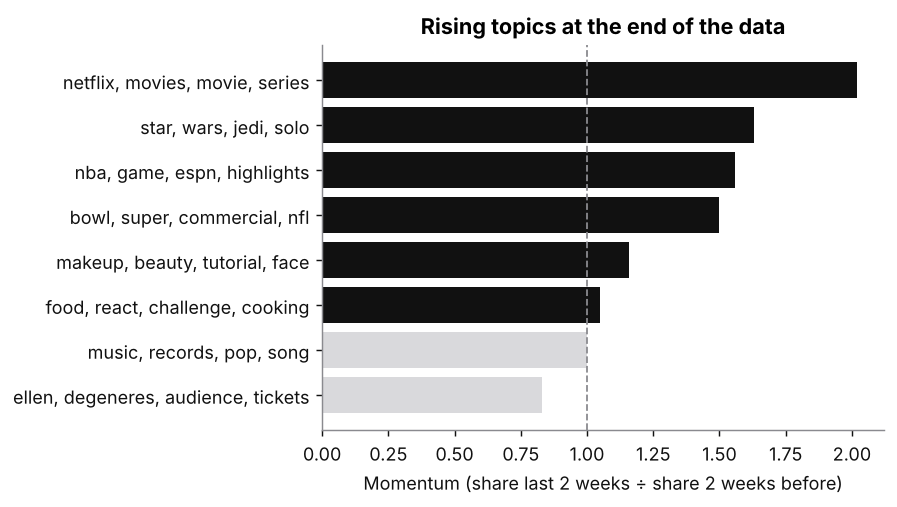 Rising topics at the end of the data
netflix, movies, movie, series
star, wars, jedi, solo
nba, game, espn, highlights
bowl, super, commercial, nfl
makeup, beauty, tutorial, face
food, react, challenge, cooking
music, records, pop, song
ellen, degeneres, audience, tickets
0.00 0.25 0.50 0.75 1.00 1.25 1.50 1.75 2.00
Momentum (share last 2 weeks ÷ share 2 weeks before)